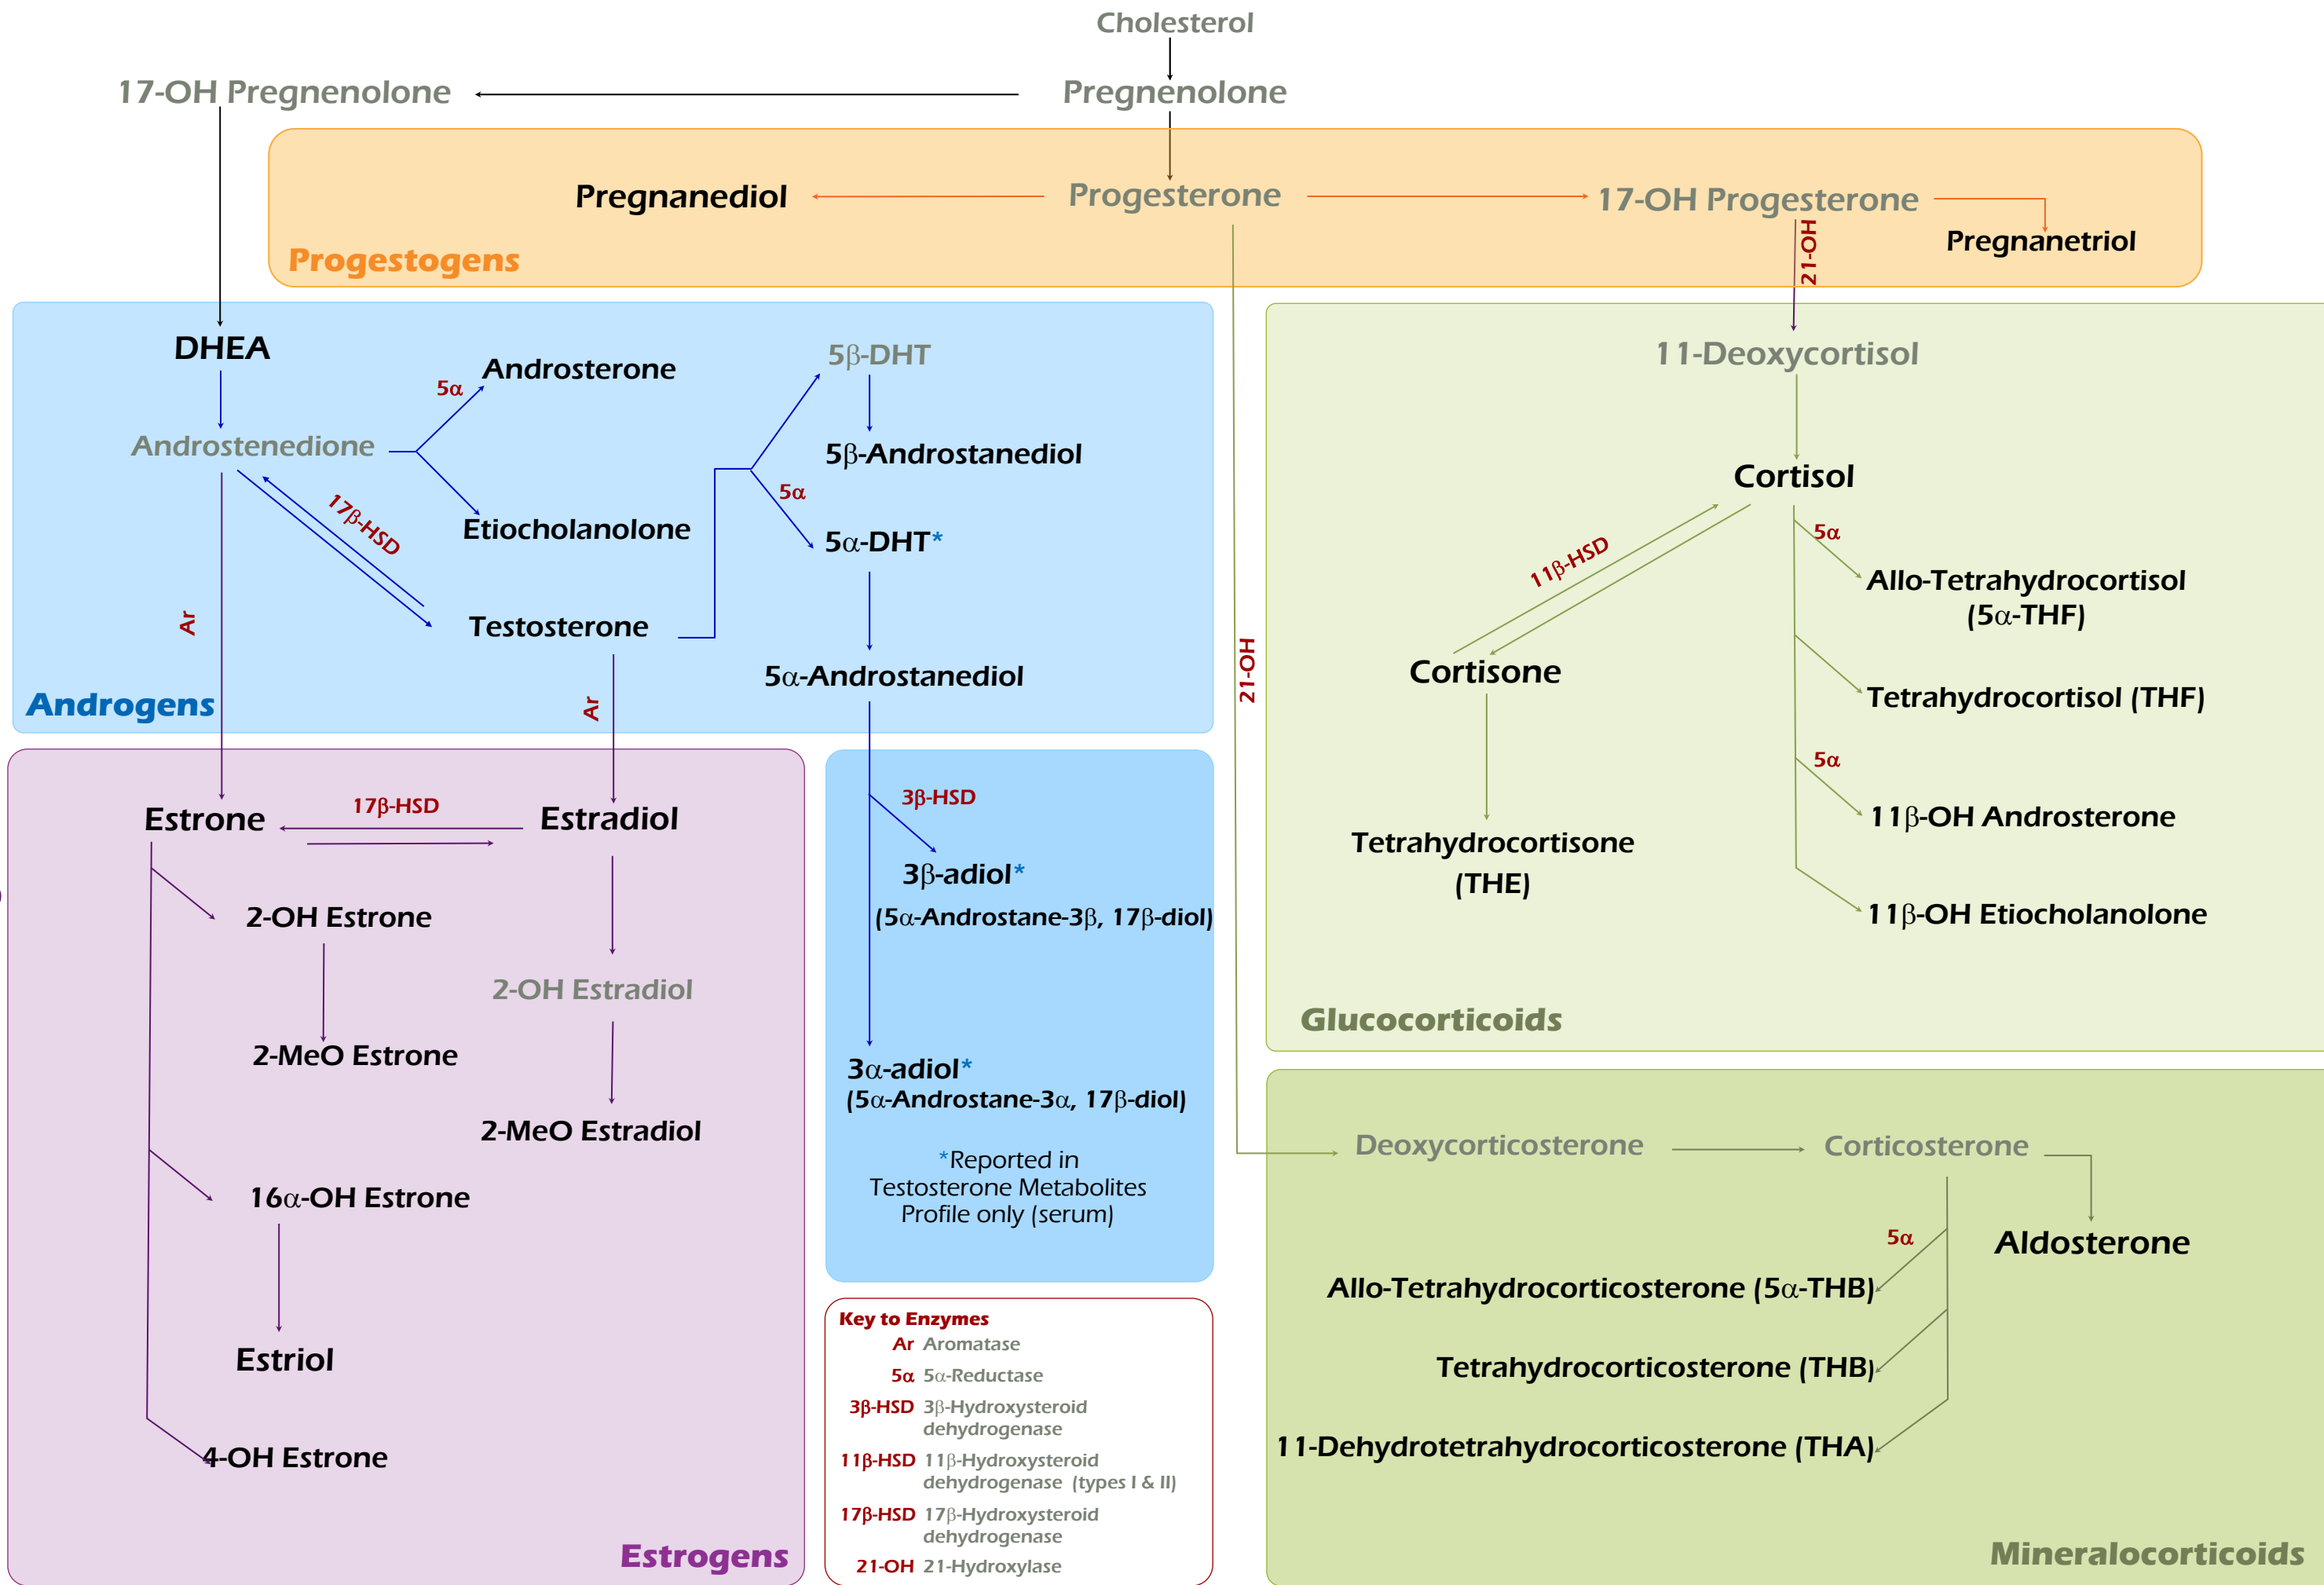 Cholesterol
17-OH Pregnenolone
Pregnenolone
Pregnanediol
Progesterone
17-OH Progesterone
Pregnanetriol
Progestogens
21-OH
DHEA
Androsterone
5α
Androstenedione
Etiocholanolone
17β-HSD
Testosterone
5β-DHT
5β-Androstanediol
5α
5α-DHT*
5α-Androstanediol
Ar
Ar
Androgens
21-OH
11-Deoxycortisol
Cortisol
11β-HSD
Cortisone
Tetrahydrocortisone
(THE)
5α
Allo-Tetrahydrocortisol
(5α-THF)
Tetrahydrocortisol (THF)
5α
11β-OH Androsterone
11β-OH Etiocholanolone
Glucocorticoids
Estrone
17β-HSD
Estradiol
2-OH Estrone
2-MeO Estrone
2-OH Estradiol
2-MeO Estradiol
16α-OH Estrone
Estriol
4-OH Estrone
Estrogens
)
3β-HSD
3β-adiol*
(5α-Androstane-3β, 17β-diol)
3α-adiol*
(5α-Androstane-3α, 17β-diol)
*Reported in
Testosterone Metabolites
Profile only (serum)
Key to Enzymes
Ar Aromatase
5α 5α-Reductase
3β-HSD 3β-Hydroxysteroid
dehydrogenase
11β-HSD 11β-Hydroxysteroid
dehydrogenase (types I & II)
17β-HSD 17β-Hydroxysteroid
dehydrogenase
21-OH 21-Hydroxylase
Deoxycorticosterone
Corticosterone
5α
Aldosterone
Allo-Tetrahydrocorticosterone (5α-THB)
Tetrahydrocorticosterone (THB)
11-Dehydrotetrahydrocorticosterone (THA)
Mineralocorticoids